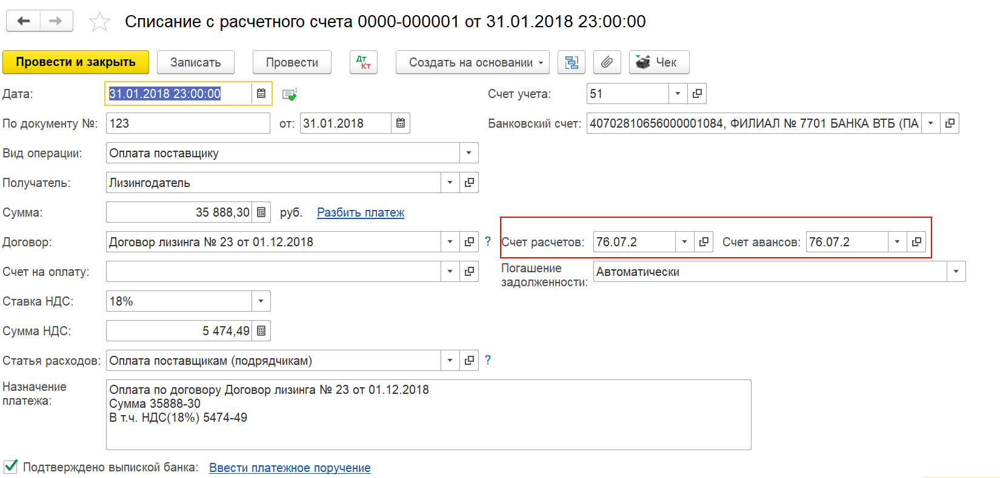 Списание с расчетного счета 0000-000001 от 31.01.2018 23:00:00
Провести и закрыть Записать Провести Дт Кт Создать на основании Чек
Дата: 31.01.2018 23:00:00 Счет учета: 51
По документу №: 123 от: 31.01.2018 Банковский счет: 40702810656000001084, ФИЛИАЛ № 7701 БАНКА ВТБ (ПА
Вид операции: Оплата поставщику
Получатель: Лизингодатель
Сумма: 35 888,30 руб. Разбить платеж
Договор: Договор лизинга № 23 от 01.12.2018 ? Счет расчетов: 76.07.2 Счет авансов: 76.07.2
Счет на оплату: Погашение задолженности: Автоматически
Ставка НДС: 18%
Сумма НДС: 5 474,49
Статья расходов: Оплата поставщикам (подрядчикам) ?
Назначение платежа: Оплата по договору Договор лизинга № 23 от 01.12.2018
Сумма 35888-30
В т.ч. НДС(18%) 5474-49
Подтверждено выпиской банка: Ввести платежное поручение